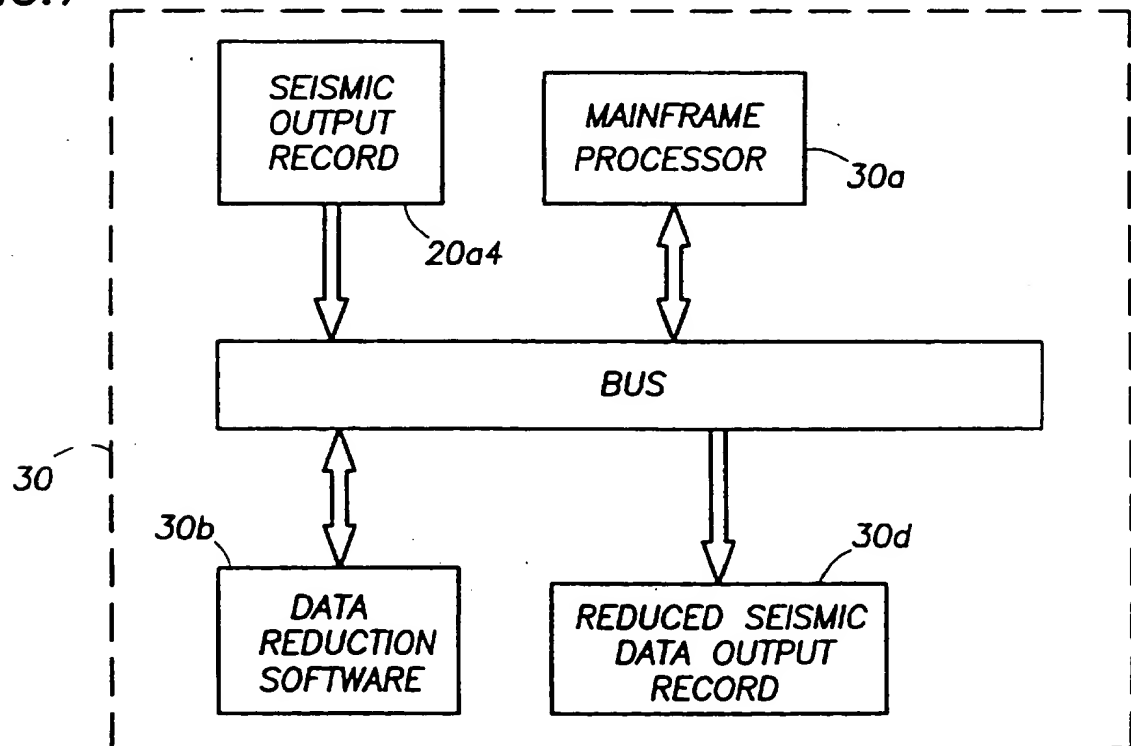 SEISMIC
OUTPUT
RECORD
MAINFRAME
PROCESSOR
30a
20a4
BUS
30
30b
30d
DATA
REDUCTION
SOFTWARE
REDUCED SEISMIC
DATA OUTPUT
RECORD